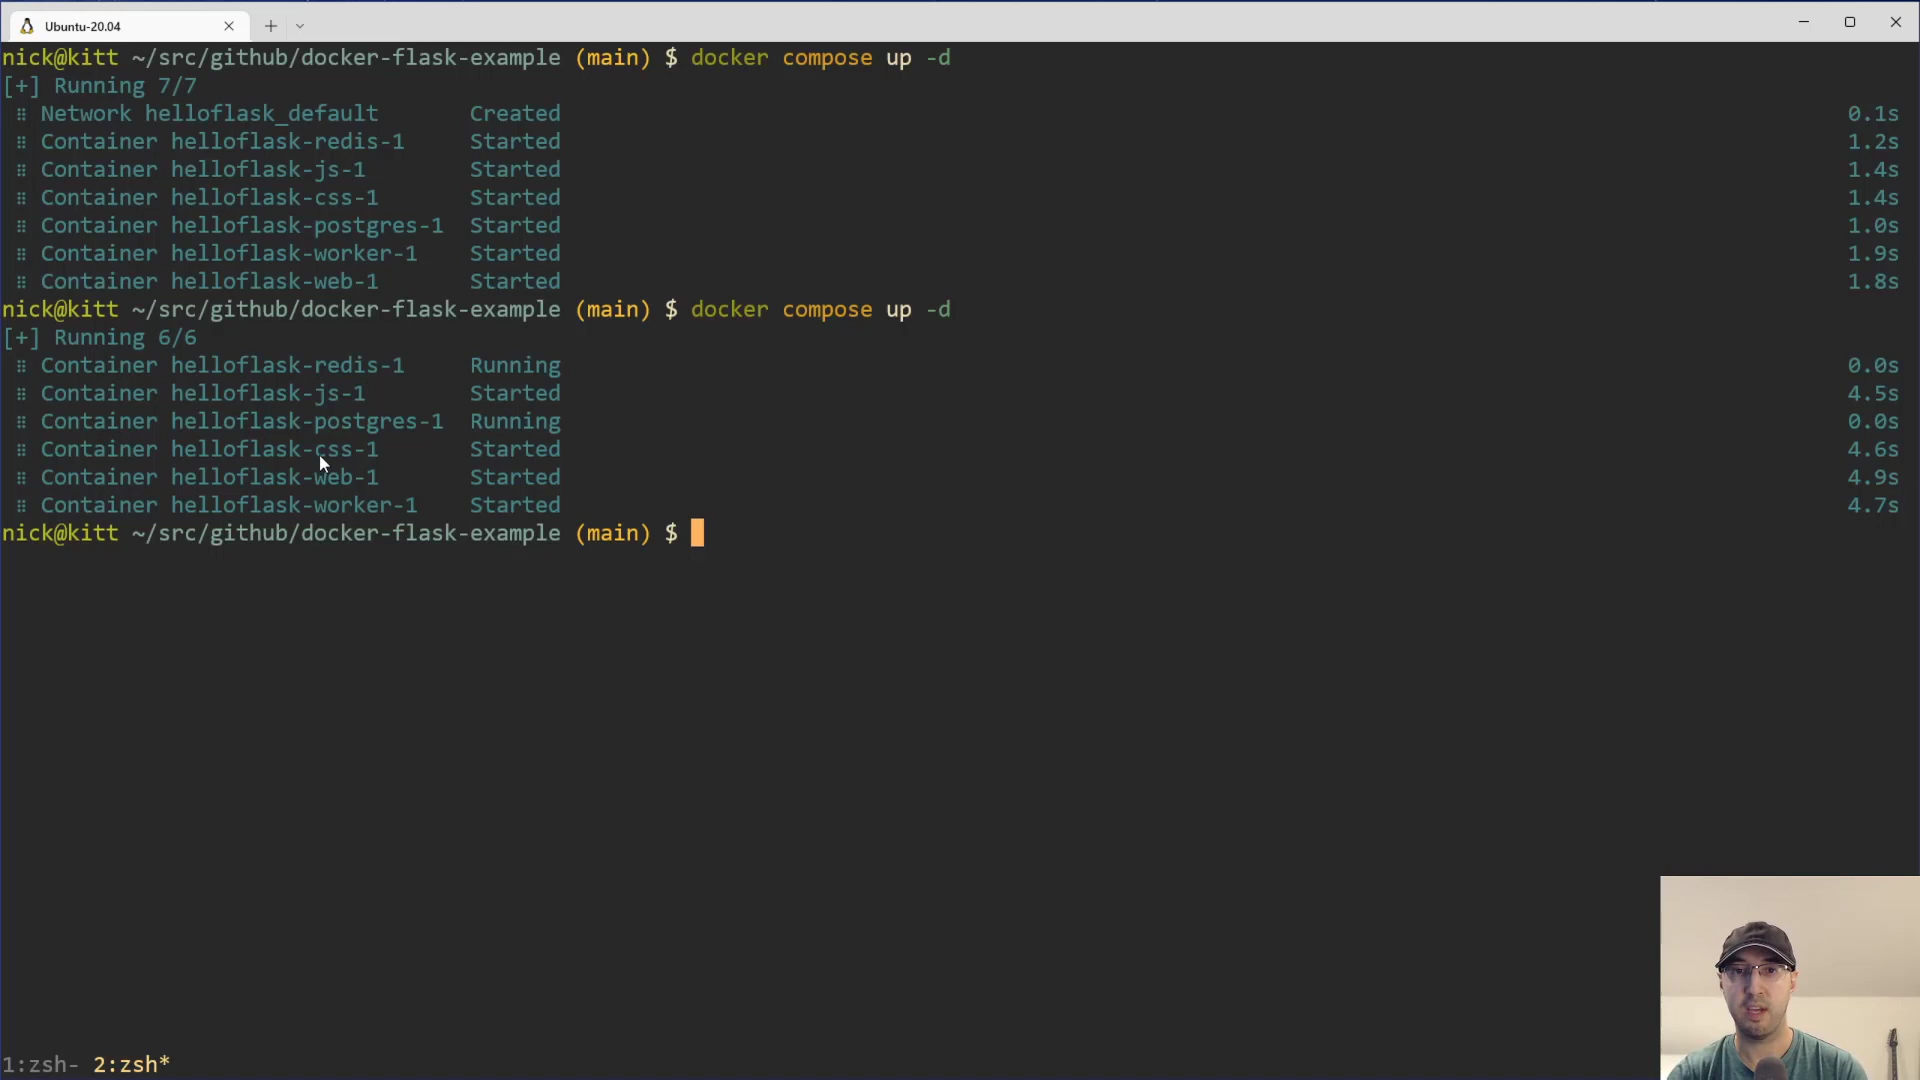 Ubuntu-20.04
nick@kitt ~/src/github/docker-flask-example (main) $ docker compose up -d
[+] Running 7/7
⠿ Network helloflask_default Created 0.1s
⠿ Container helloflask-redis-1 Started 1.2s
⠿ Container helloflask-js-1 Started 1.4s
⠿ Container helloflask-css-1 Started 1.4s
⠿ Container helloflask-postgres-1 Started 1.0s
⠿ Container helloflask-worker-1 Started 1.9s
⠿ Container helloflask-web-1 Started 1.8s
nick@kitt ~/src/github/docker-flask-example (main) $ docker compose up -d
[+] Running 6/6
⠿ Container helloflask-redis-1 Running 0.0s
⠿ Container helloflask-js-1 Started 4.5s
⠿ Container helloflask-postgres-1 Running 0.0s
⠿ Container helloflask-css-1 Started 4.6s
⠿ Container helloflask-web-1 Started 4.9s
⠿ Container helloflask-worker-1 Started 4.7s
nick@kitt ~/src/github/docker-flask-example (main) $
1:zsh- 2:zsh*